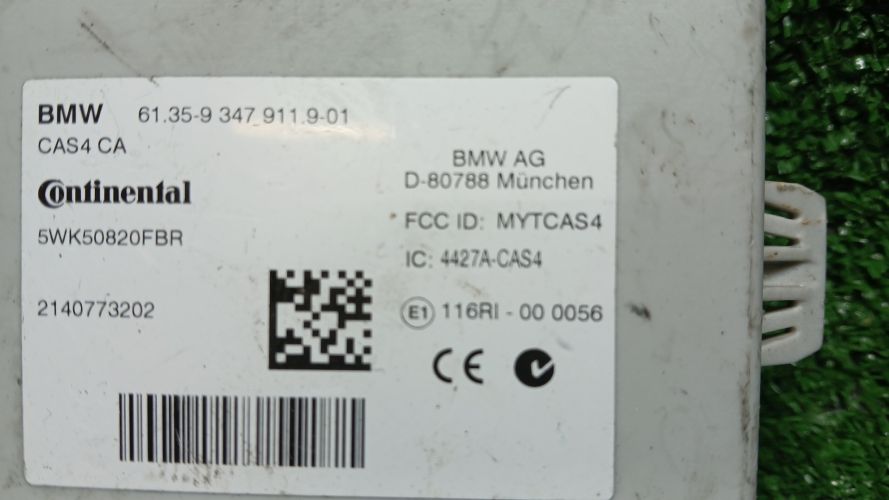 BMW 61.35-9 347 911.9-01
CAS4 CA
Continental
5WK50820FBR
2140773202
BMW AG
D-80788 München
FCC ID: MYTCAS4
IC: 4427A-CAS4
E1 116RI - 00 0056
CE